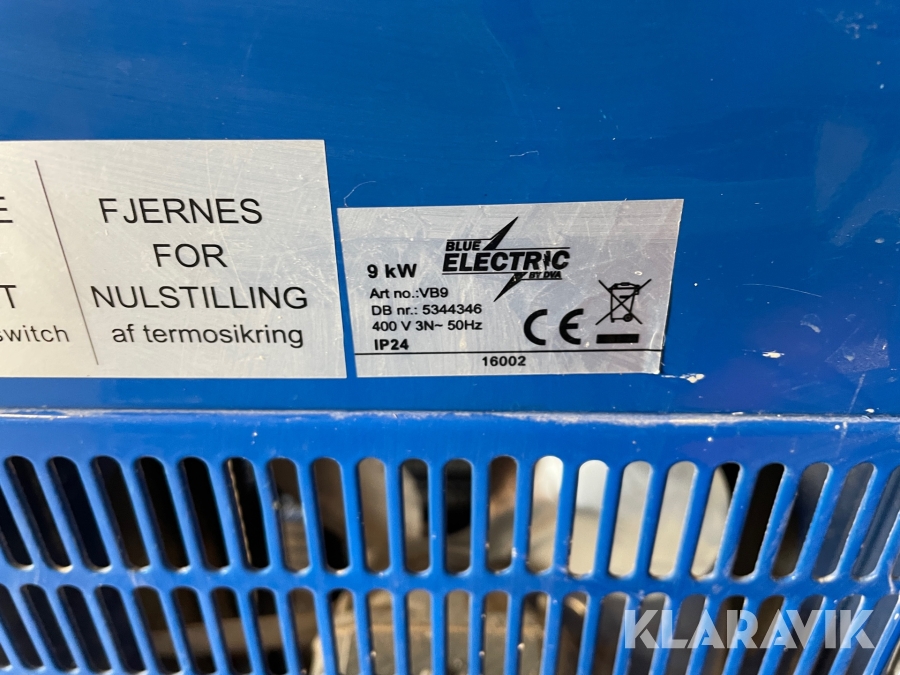 E
T
switch
FJERNES
FOR
NULSTILLING
af termosikring
9 kW
BLUE
ELECTRIC
BY DVA
Art no.:VB9
DB nr.: 5344346
400 V 3N~ 50Hz
IP24
CE
16002
KLARAVIK